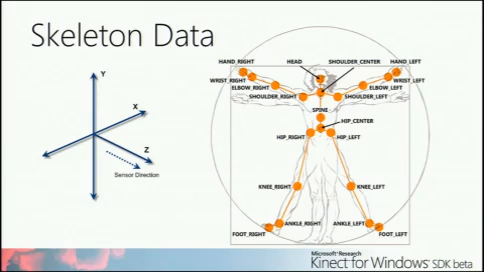 Skeleton Data
Y
X
Z
Sensor Direction
HAND_RIGHT
HEAD
SHOULDER_CENTER
HAND_LEFT
WRIST_RIGHT
WRIST_LEFT
ELBOW_RIGHT
ELBOW_LEFT
SHOULDER_RIGHT
SHOULDER_LEFT
SPINE
HIP_CENTER
HIP_RIGHT
HIP_LEFT
KNEE_RIGHT
KNEE_LEFT
ANKLE_RIGHT
ANKLE_LEFT
FOOT_RIGHT
FOOT_LEFT
Microsoft Research
Kinect for Windows SDK beta